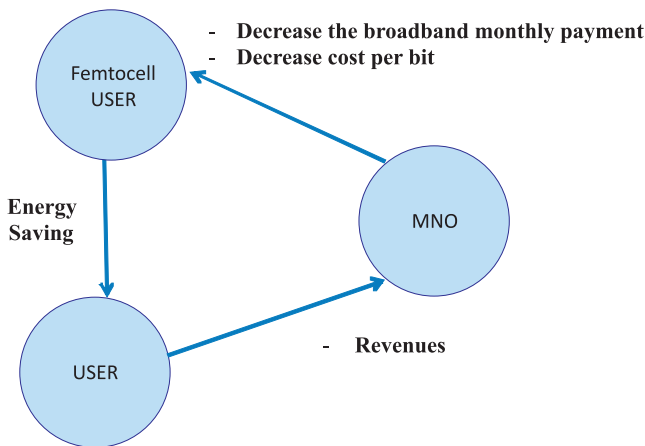 - Decrease the broadband monthly payment
- Decrease cost per bit
Femtocell
USER
MNO
Energy
Saving
USER
- Revenues